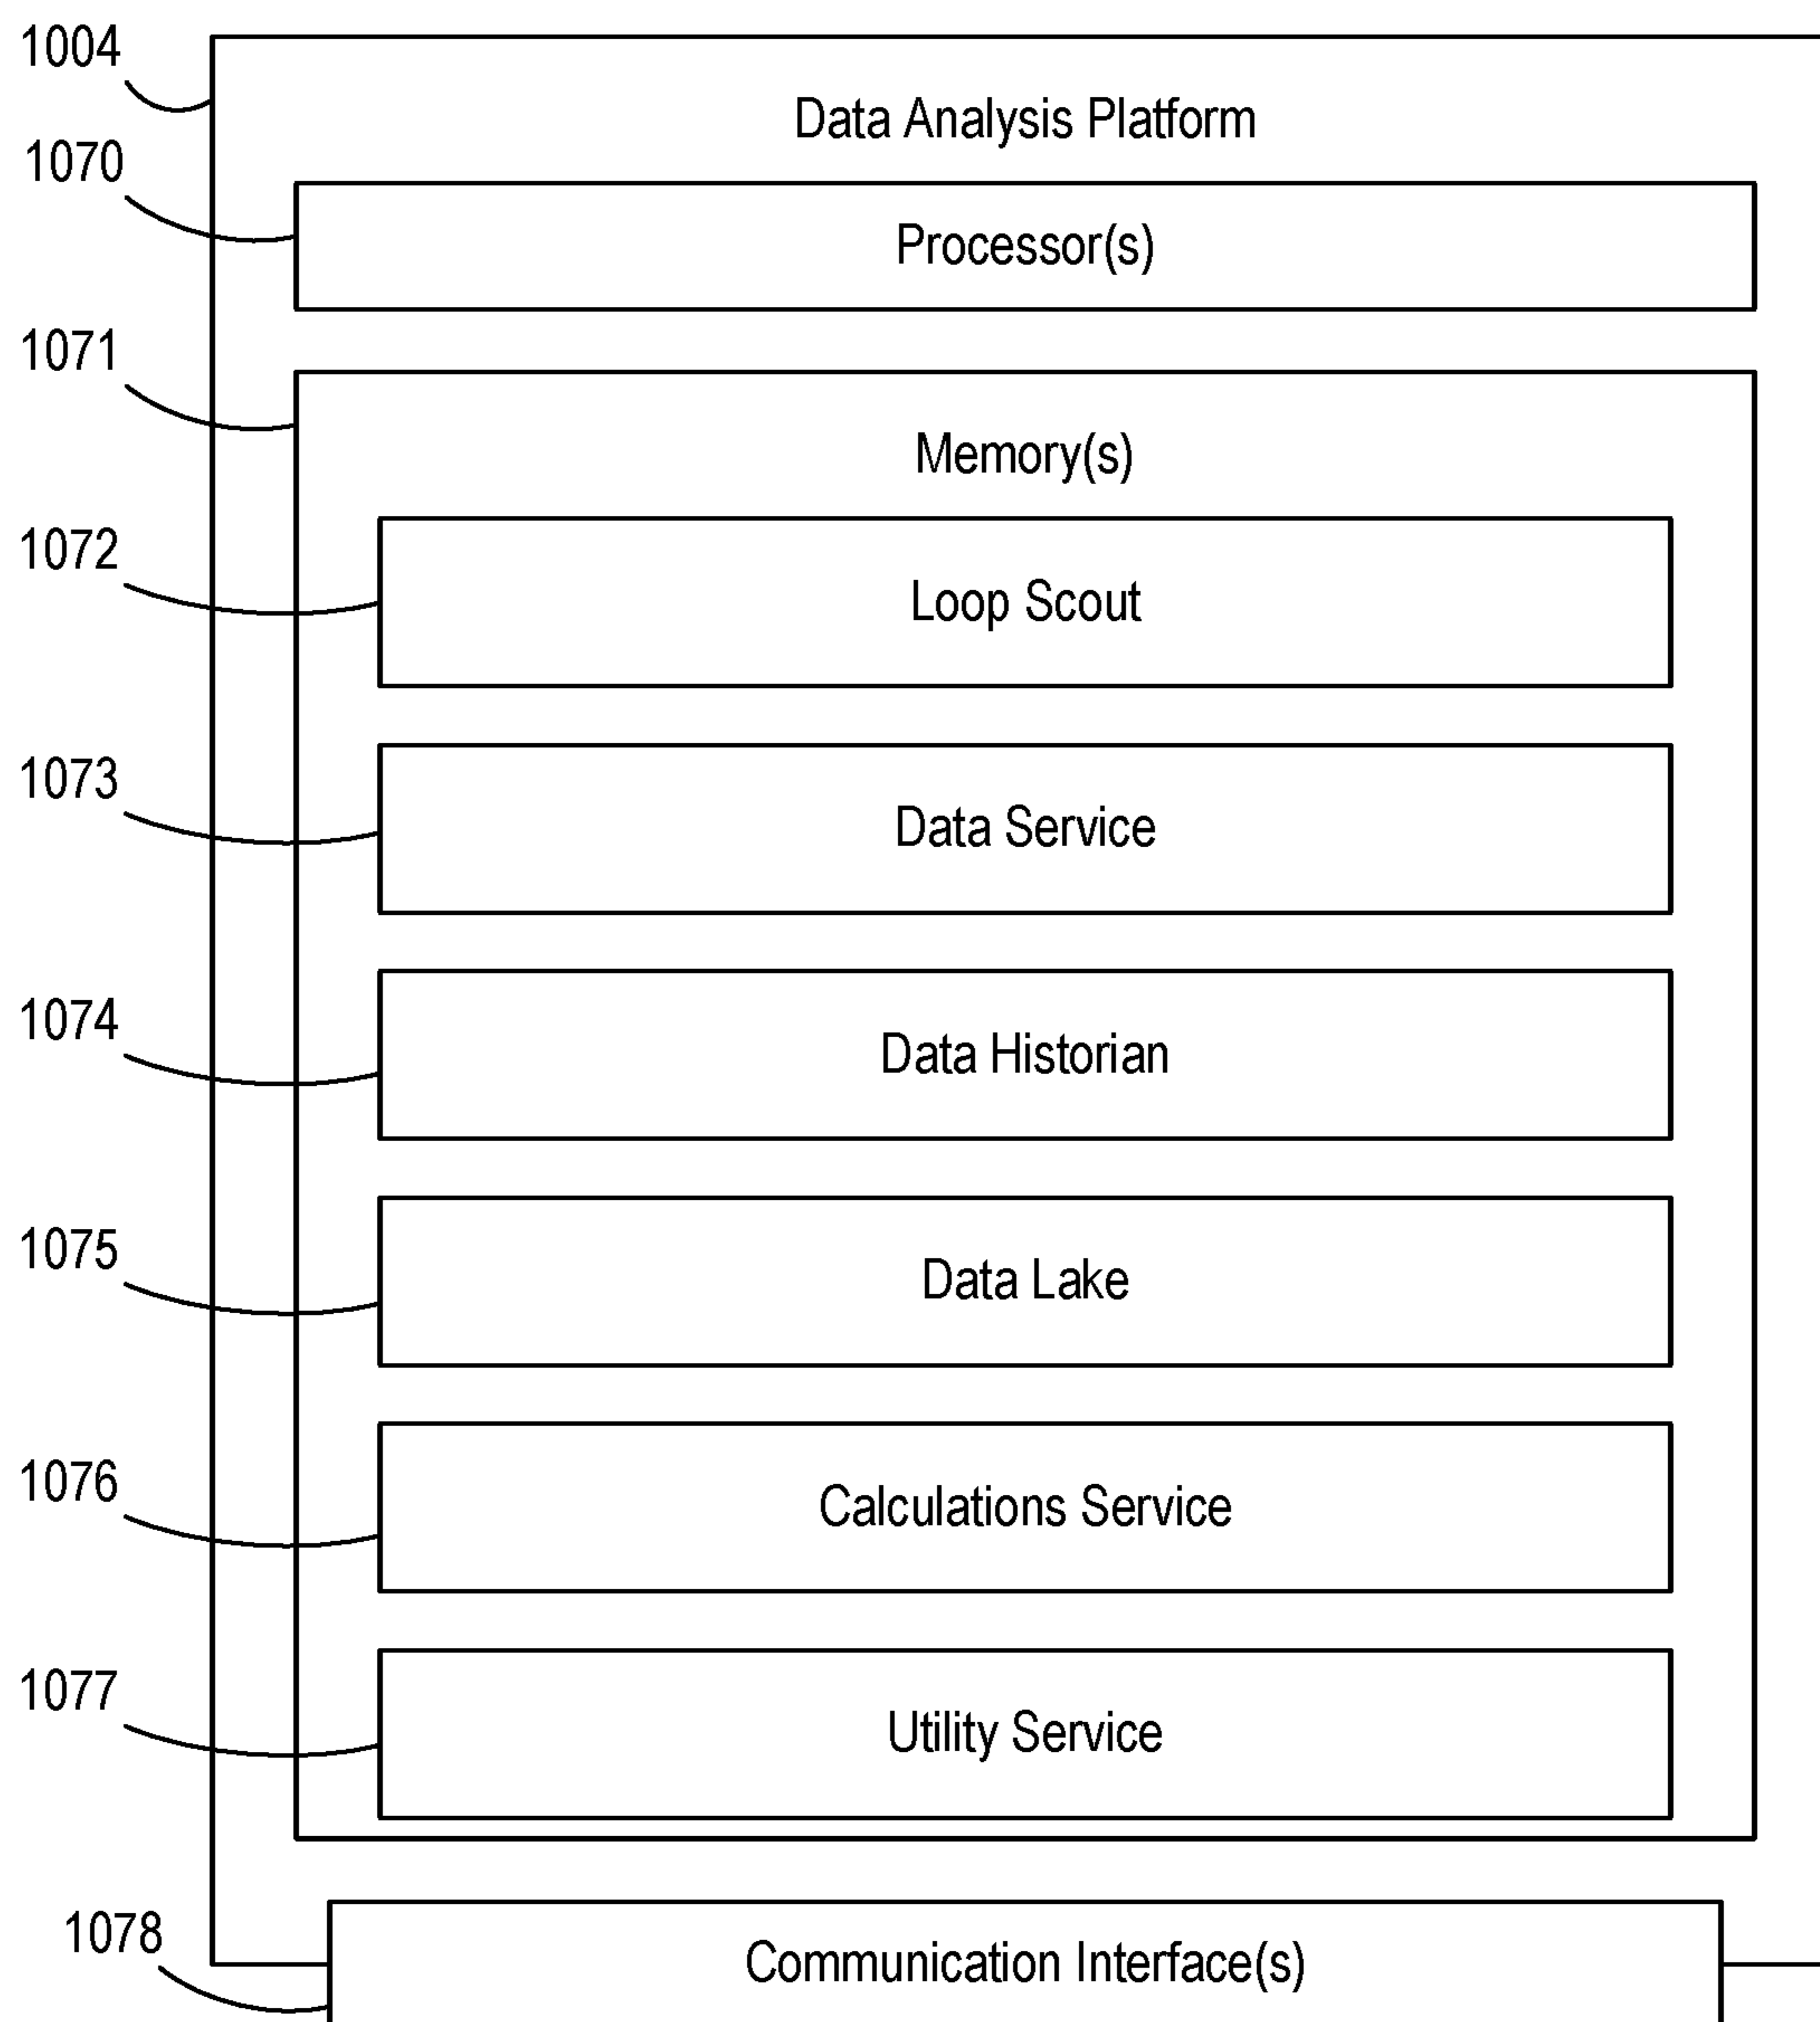 1004
Data Analysis Platform
1070
Processor(s)
1071
Memory(s)
1072
Loop Scout
1073
Data Service
1074
Data Historian
1075
Data Lake
1076
Calculations Service
1077
Utility Service
1078
Communication Interface(s)